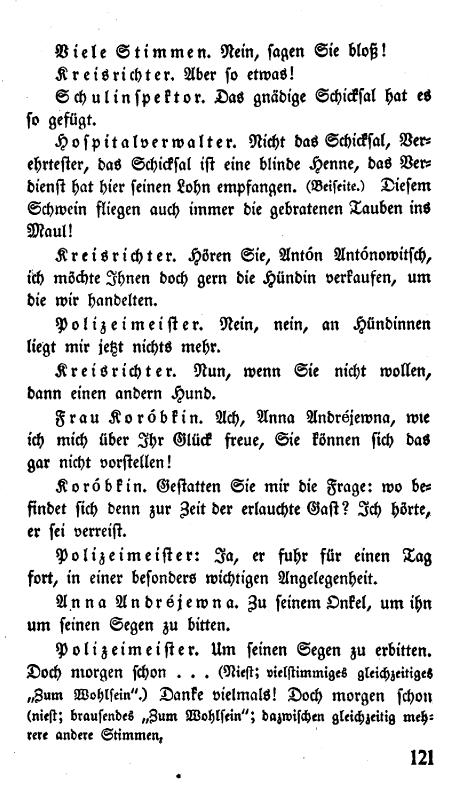 Viele Stimmen. Nein, sagen Sie bloß!
Kreisrichter. Aber so etwas!
Schulinspektor. Das gnädige Schicksal hat es
so gefügt.
Hospitalverwalter. Nicht das Schicksal, Ver-
ehrtester, das Schicksal ist eine blinde Henne, das Ver-
dienst hat hier seinen Lohn empfangen. (Beiseite.) Diesem
Schwein fliegen auch immer die gebratenen Tauben ins
Maul!
Kreisrichter. Hören Sie, Antón Antónowitsch,
ich möchte Ihnen doch gern die Hündin verkaufen, um
die wir handelten.
Polizeimeister. Nein, nein, an Hündinnen
liegt mir jetzt nichts mehr.
Kreisrichter. Nun, wenn Sie nicht wollen,
dann einen andern Hund.
Frau Koróbkin. Ach, Anna Andréjewna, wie
ich mich über Ihr Glück freue, Sie können sich das
gar nicht vorstellen!
Koróbkin. Gestatten Sie mir die Frage: wo be-
findet sich denn zur Zeit der erlauchte Gast? Ich hörte,
er sei verreist.
Polizeimeister: Ja, er fuhr für einen Tag
fort, in einer besonders wichtigen Angelegenheit.
Anna Andréjewna. Zu seinem Onkel, um ihn
um seinen Segen zu bitten.
Polizeimeister. Um seinen Segen zu erbitten.
Doch morgen schon . . . (Niest; vielstimmiges gleichzeitiges
„Zum Wohlsein“.) Danke vielmals! Doch morgen schon
(niest; brausendes „Zum Wohlsein“; dazwischen gleichzeitig meh-
rere andere Stimmen.
121